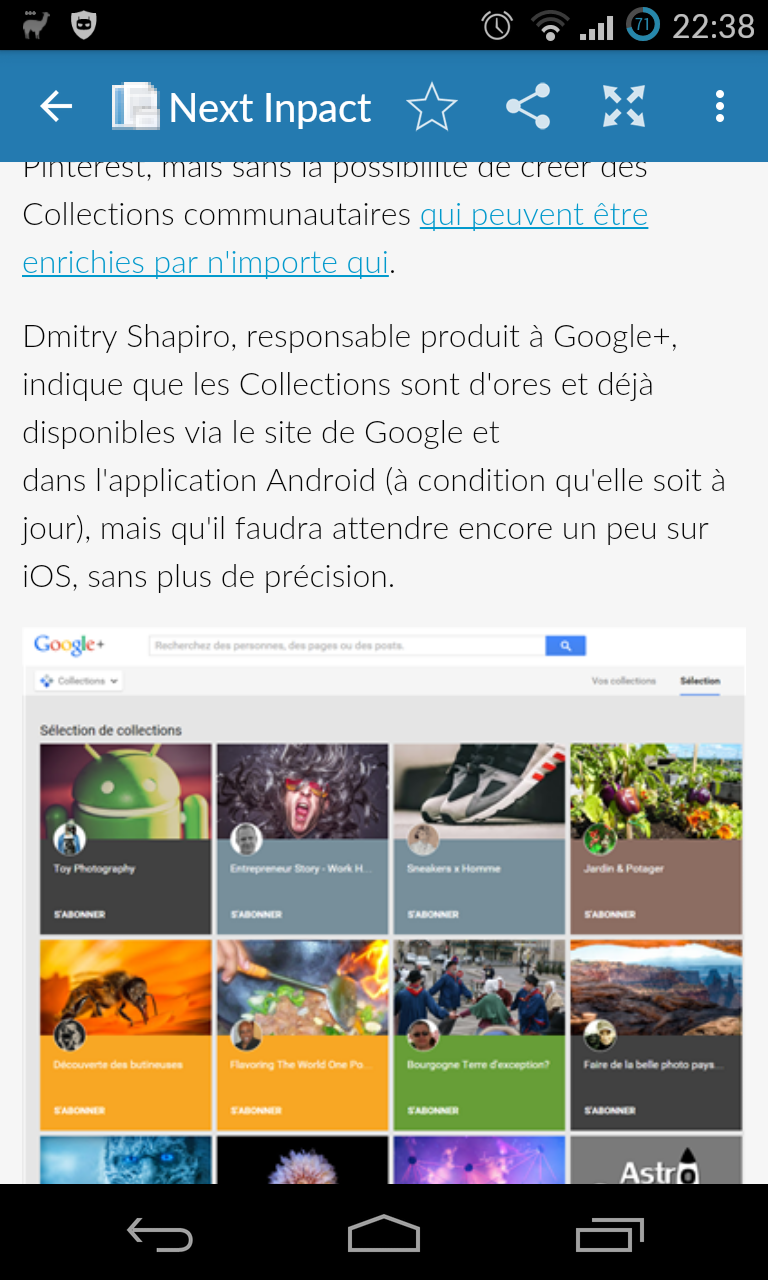 71 22:38
Next Inpact
Pinterest, mais sans la possibilité de créer des
Collections communautaires qui peuvent être
enrichies par n'importe qui.
Dmitry Shapiro, responsable produit à Google+,
indique que les Collections sont d'ores et déjà
disponibles via le site de Google et
dans l'application Android (à condition qu'elle soit à
jour), mais qu'il faudra attendre encore un peu sur
iOS, sans plus de précision.
Google+ Recherchez des personnes, des pages ou des posts.
Collections Vos collections Sélection
Sélection de collections
Toy Photography Entrepreneur Story - Work H... Sneakers x Homme Jardin & Potager
S'ABONNER S'ABONNER S'ABONNER S'ABONNER
Découverte des butineuses Flavoring The World One Po... Bourgogne Terre d'exception? Faire de la belle photo pays...
S'ABONNER S'ABONNER S'ABONNER S'ABONNER
Astro